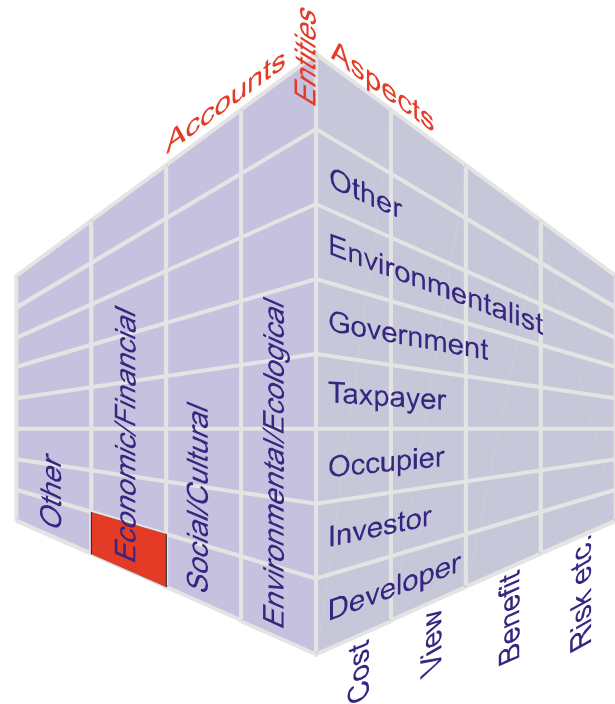 Accounts
Entities
Aspects
Other
Environmentalist
Government
Taxpayer
Occupier
Investor
Developer
Other
Economic/Financial
Social/Cultural
Environmental/Ecological
Cost
View
Benefit
Risk etc.